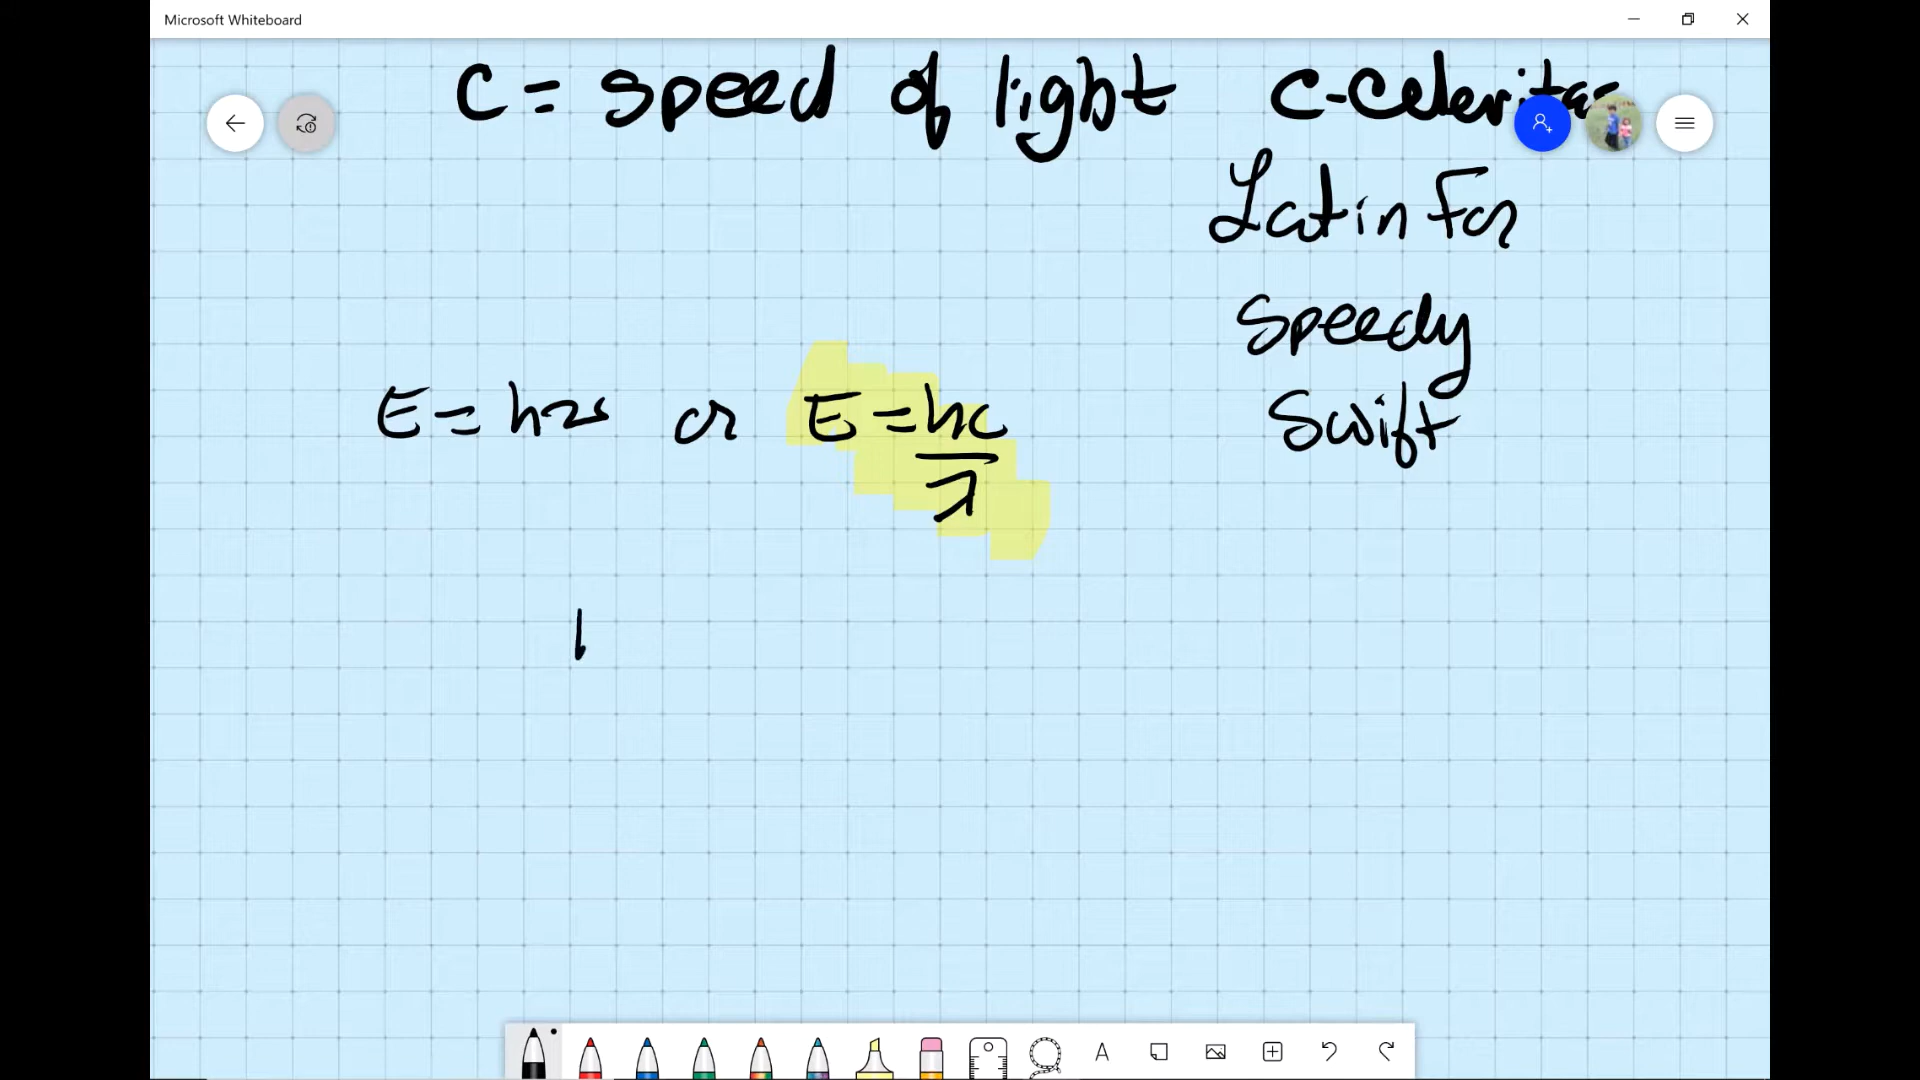 Microsoft Whiteboard
C = speed of light C-Celeritas
Latin For
Speedy
Swift
E = hν or E = hc
λ
A